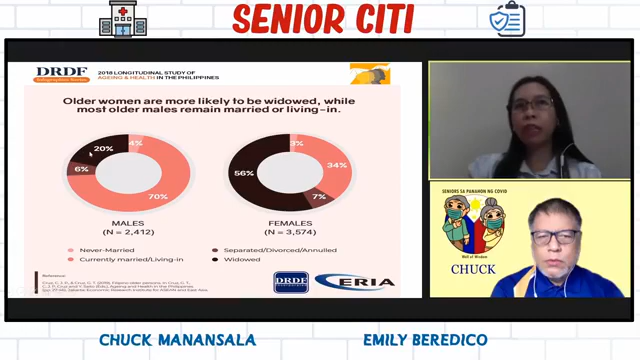 SENIOR CITI
DRDF
2018 LONGITUDINAL STUDY OF
AGEING & HEALTH IN THE PHILIPPINES
Older women are more likely to be widowed, while
most older males remain married or living-in.
4%
20%
6%
70%
3%
34%
56%
7%
MALES
(N = 2,412)
FEMALES
(N = 3,574)
Never-Married
Separated/Divorced/Annulled
Currently married/Living-in
Widowed
Reference:
DRDF
ERIA
SENIORS SA PANAHON NG COVID
Well of Wisdom
CHUCK
CHUCK MANANSALA
EMILY BEREDICO